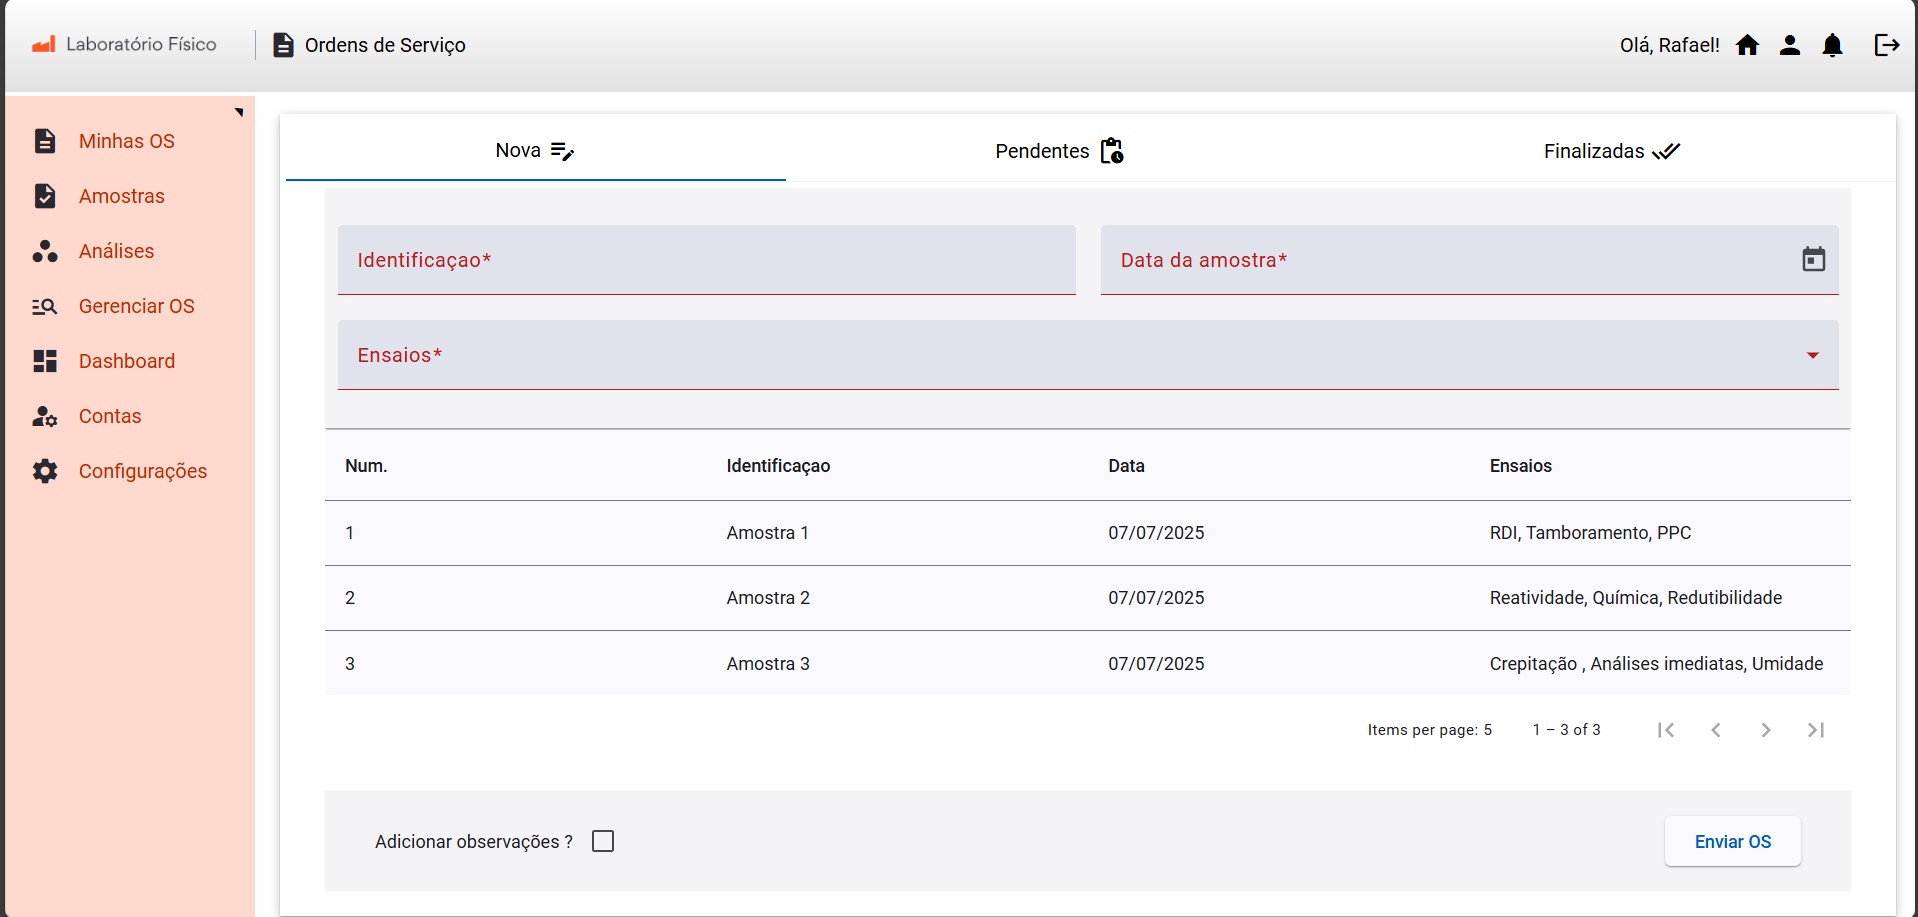 Laboratório Físico
Ordens de Serviço
Olá, Rafael!
Minhas OS
Amostras
Análises
Gerenciar OS
Dashboard
Contas
Configurações
Nova
Pendentes
Finalizadas
Identificaçao*
Data da amostra*
Ensaios*
Num. Identificaçao Data Ensaios
1 Amostra 1 07/07/2025 RDI, Tamboramento, PPC
2 Amostra 2 07/07/2025 Reatividade, Química, Redutibilidade
3 Amostra 3 07/07/2025 Crepitação , Análises imediatas, Umidade
Items per page: 5 1 – 3 of 3
Adicionar observações ?
Enviar OS